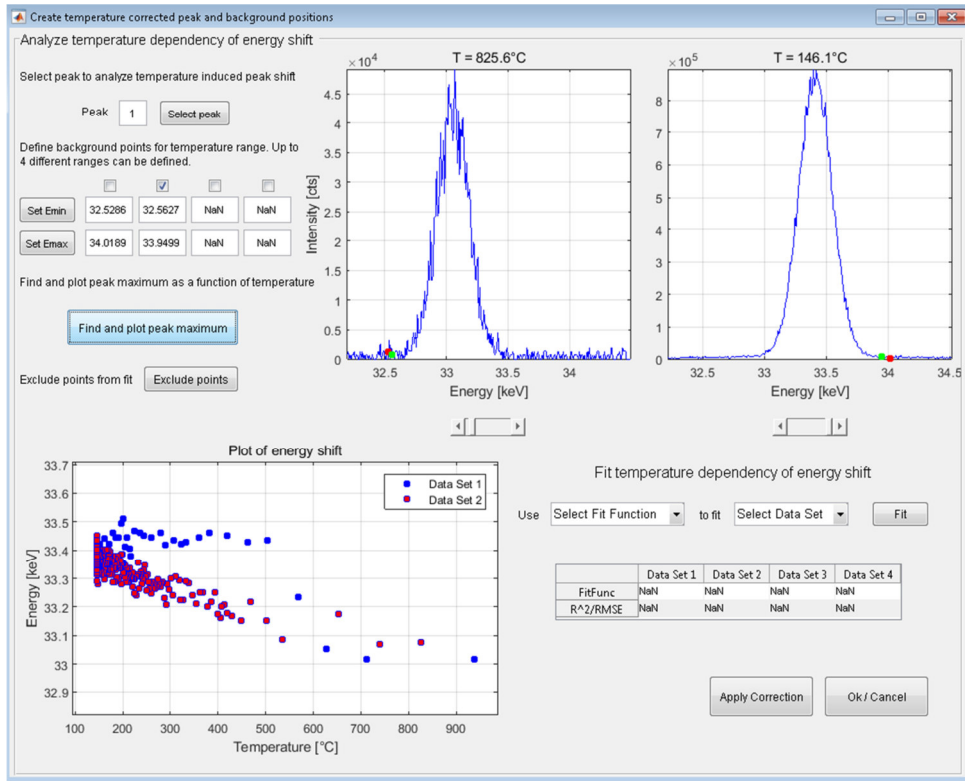 Create temperature corrected peak and background positions
Analyze temperature dependency of energy shift
Select peak to analyze temperature induced peak shift
Peak 1 Select peak
Define background points for temperature range. Up to
4 different ranges can be defined.
Set Emin 32.5286 32.5627 NaN NaN
Set Emax 34.0189 33.9499 NaN NaN
Find and plot peak maximum as a function of temperature
Find and plot peak maximum
Exclude points from fit Exclude points
×10⁴ T = 825.6°C
4.5
4
3.5
3
2.5
2
1.5
1
0.5
0
Intensity [cts]
32.5 33 33.5 34
Energy [keV]
×10⁵ T = 146.1°C
8
7
6
5
4
3
2
1
0
32.5 33 33.5 34 34.5
Energy [keV]
Plot of energy shift
33.7
33.6
33.5
33.4
33.3
33.2
33.1
33
32.9
Energy [keV]
Data Set 1
Data Set 2
100 200 300 400 500 600 700 800 900
Temperature [°C]
Fit temperature dependency of energy shift
Use Select Fit Function to fit Select Data Set Fit
Data Set 1 Data Set 2 Data Set 3 Data Set 4
FitFunc NaN NaN NaN NaN
R^2/RMSE NaN NaN NaN NaN
Apply Correction Ok / Cancel